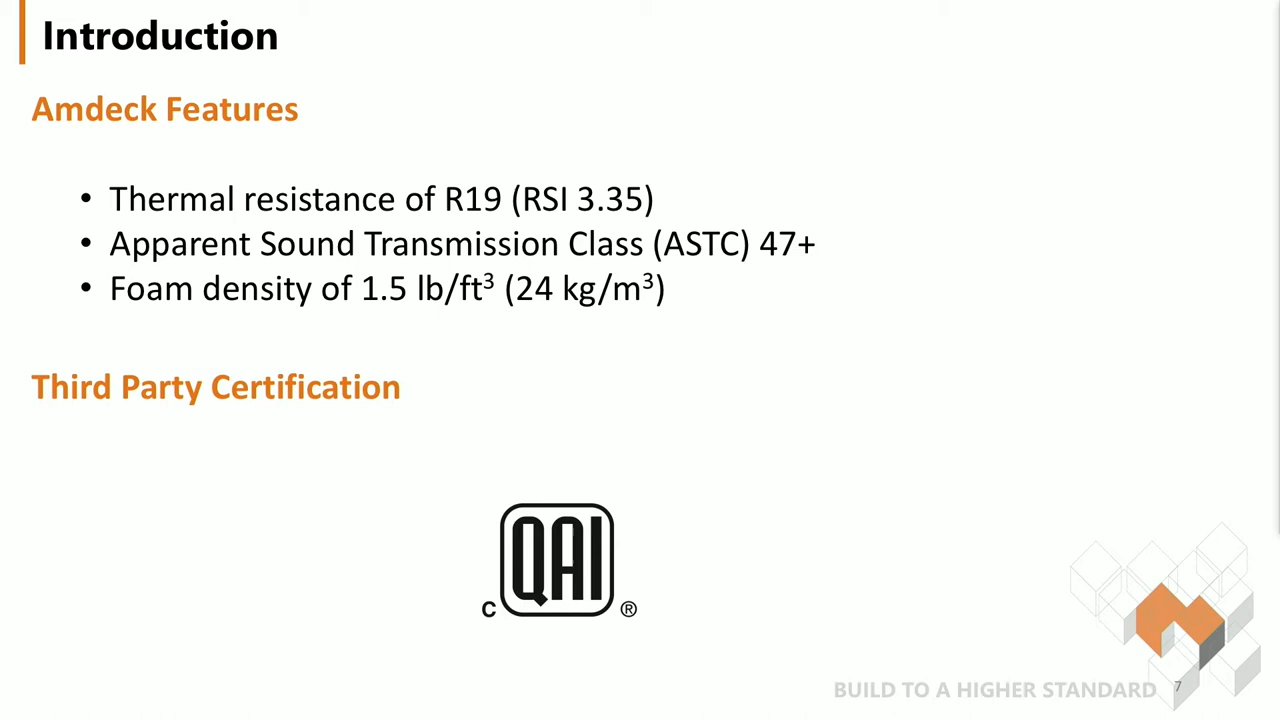 Introduction
Amdeck Features
• Thermal resistance of R19 (RSI 3.35)
• Apparent Sound Transmission Class (ASTC) 47+
• Foam density of 1.5 lb/ft³ (24 kg/m³)
Third Party Certification
C QAI ®
BUILD TO A HIGHER STANDARD 7